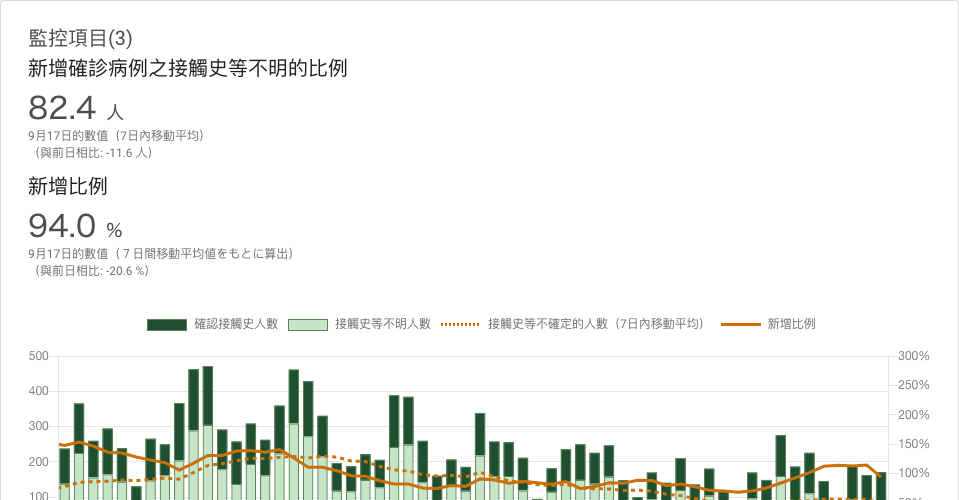 監控項目(3)
新增確診病例之接觸史等不明的比例
82.4 人
9月17日的數值（7日內移動平均）
（與前日相比: -11.6 人）
新增比例
94.0 %
9月17日的數值（７日間移動平均値をもとに算出）
（與前日相比: -20.6 %）
確認接觸史人數 接觸史等不明人數 接觸史等不確定的人數（7日內移動平均） 新增比例
500 300%
250%
400
200%
300
150%
200
100%
100